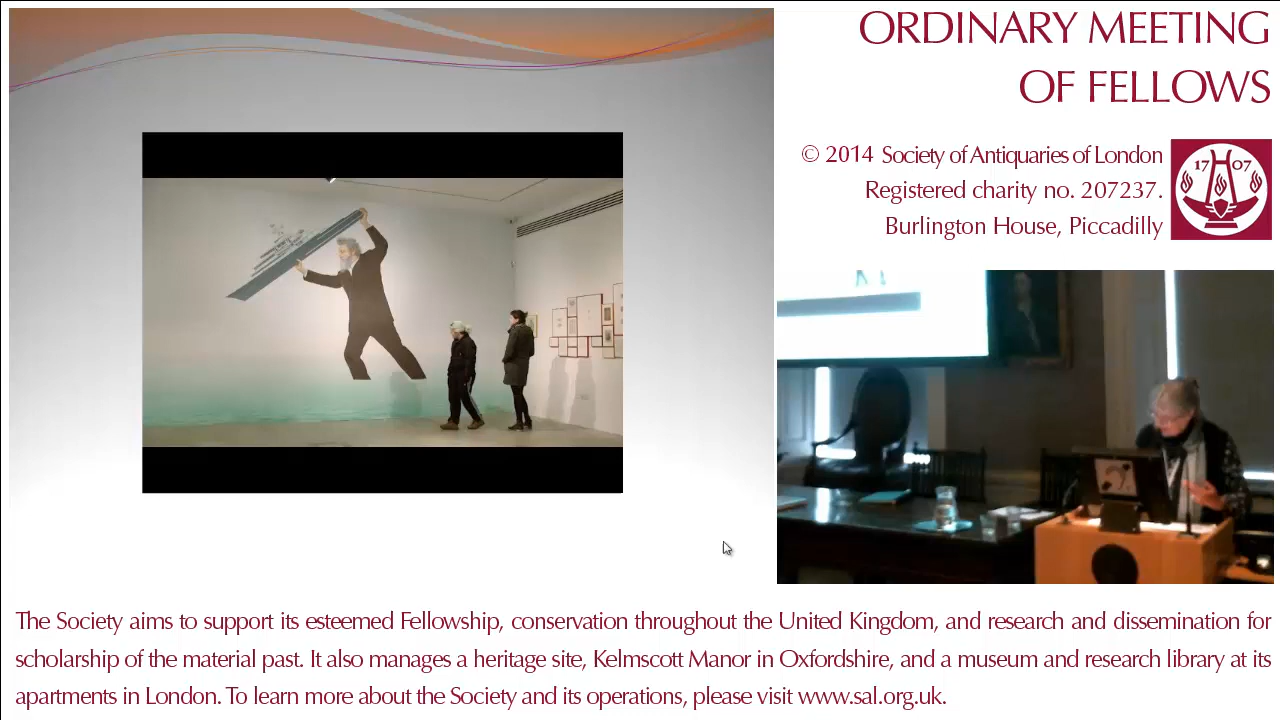 ORDINARY MEETING
OF FELLOWS
© 2014 Society of Antiquaries of London
Registered charity no. 207237.
Burlington House, Piccadilly
17 07
The Society aims to support its esteemed Fellowship, conservation throughout the United Kingdom, and research and dissemination for
scholarship of the material past. It also manages a heritage site, Kelmscott Manor in Oxfordshire, and a museum and research library at its
apartments in London. To learn more about the Society and its operations, please visit www.sal.org.uk.